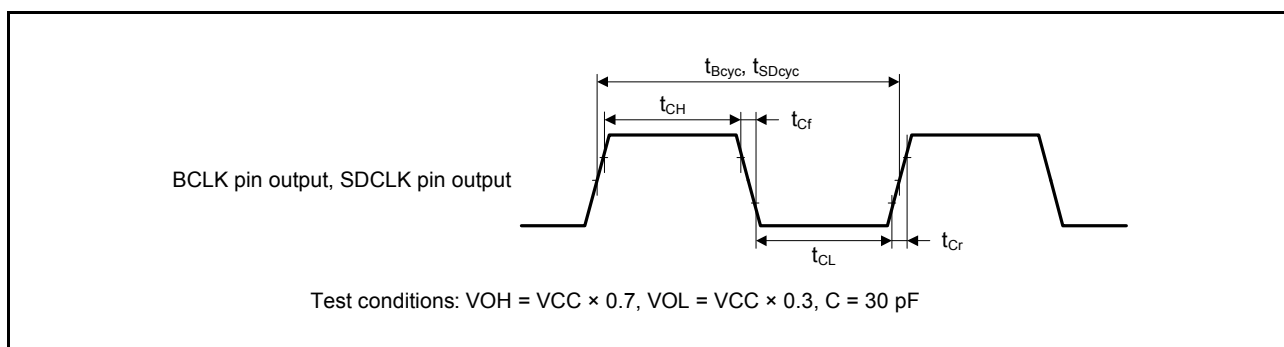 tBcyc, tSDcyc
tCH
tCf
BCLK pin output, SDCLK pin output
tCr
tCL
Test conditions: VOH = VCC × 0.7, VOL = VCC × 0.3, C = 30 pF